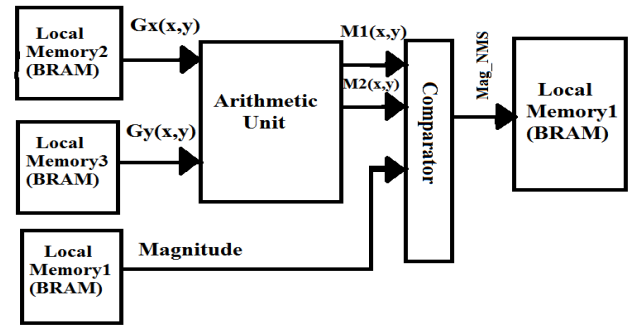 Local
Memory2
(BRAM)
Gx(x,y)
Local
Memory3
(BRAM)
Gy(x,y)
Arithmetic
Unit
M1(x,y)
M2(x,y)
Comparator
Mag_NMS
Local
Memory1
(BRAM)
Local
Memory1
(BRAM)
Magnitude